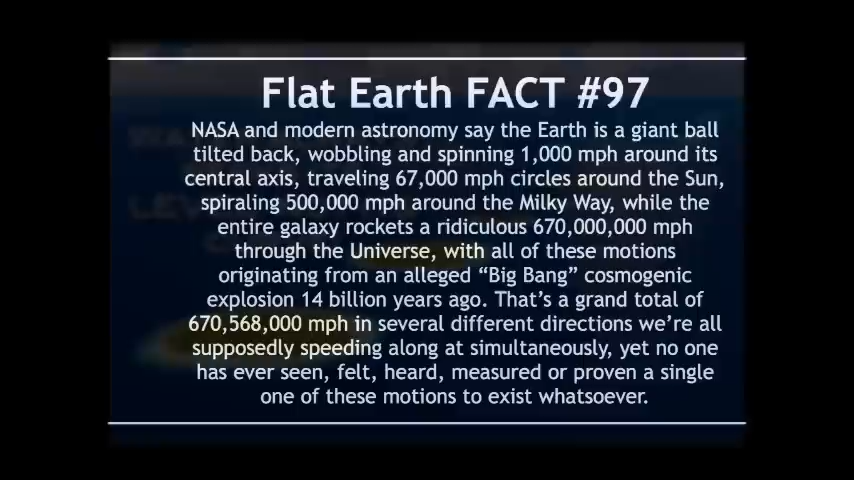 Flat Earth FACT #97
NASA and modern astronomy say the Earth is a giant ball
tilted back, wobbling and spinning 1,000 mph around its
central axis, traveling 67,000 mph circles around the Sun,
spiraling 500,000 mph around the Milky Way, while the
entire galaxy rockets a ridiculous 670,000,000 mph
through the Universe, with all of these motions
originating from an alleged “Big Bang” cosmogenic
explosion 14 billion years ago. That’s a grand total of
670,568,000 mph in several different directions we’re all
supposedly speeding along at simultaneously, yet no one
has ever seen, felt, heard, measured or proven a single
one of these motions to exist whatsoever.